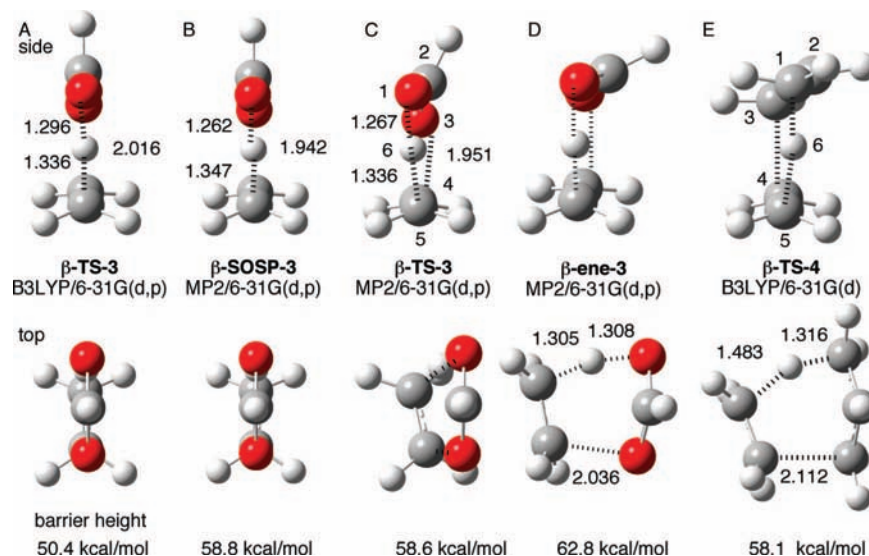 A B C D E
side
2 2
1 1
1.296 1.262 1.267 3 3
2.016 1.942 6 1.951 6
1.336 1.347 1.336 4 4
5 5
β-TS-3 β-SOSP-3 β-TS-3 β-ene-3 β-TS-4
B3LYP/6-31G(d,p) MP2/6-31G(d,p) MP2/6-31G(d,p) MP2/6-31G(d,p) B3LYP/6-31G(d)
top
1.305 1.308 1.316
1.483
2.036 2.112
barrier height
50.4 kcal/mol 58.8 kcal/mol 58.6 kcal/mol 62.8 kcal/mol 58.1 kcal/mol